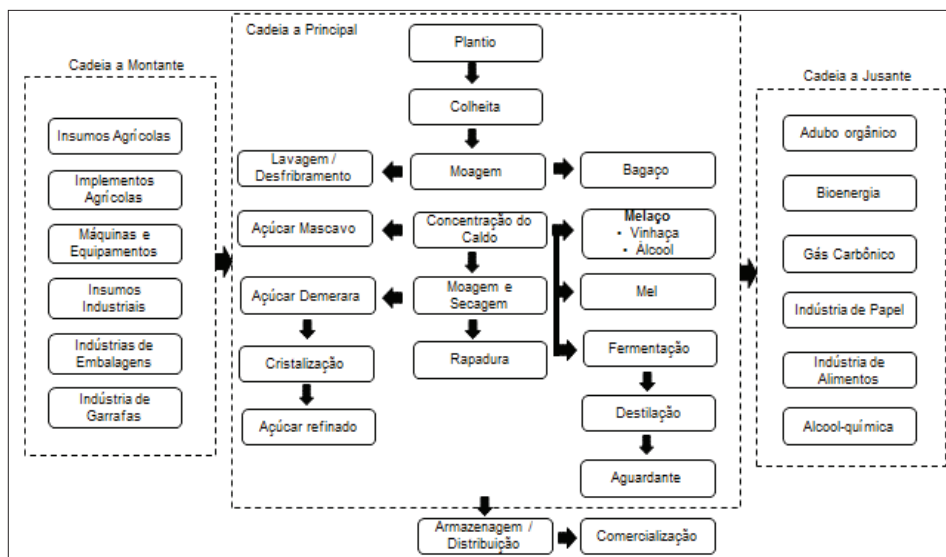 Cadeia a Principal
Plantio
Colheita
Lavagem /
Desfribramento
Moagem
Bagaço
Açúcar Mascavo
Concentração do
Caldo
Melaço
• Vinhaça
• Álcool
Açúcar Demerara
Moagem e
Secagem
Mel
Cristalização
Rapadura
Fermentação
Açúcar refinado
Destilação
Aguardante
Cadeia a Montante
Insumos Agrícolas
Implementos
Agrícolas
Máquinas e
Equipamentos
Insumos
Industriais
Indústrias de
Embalagens
Indústria de
Garrafas
Cadeia a Jusante
Adubo orgânico
Bioenergia
Gás Carbônico
Indústria de Papel
Indústria de
Alimentos
Alcool-química
Armazenagem /
Distribuição
Comercialização